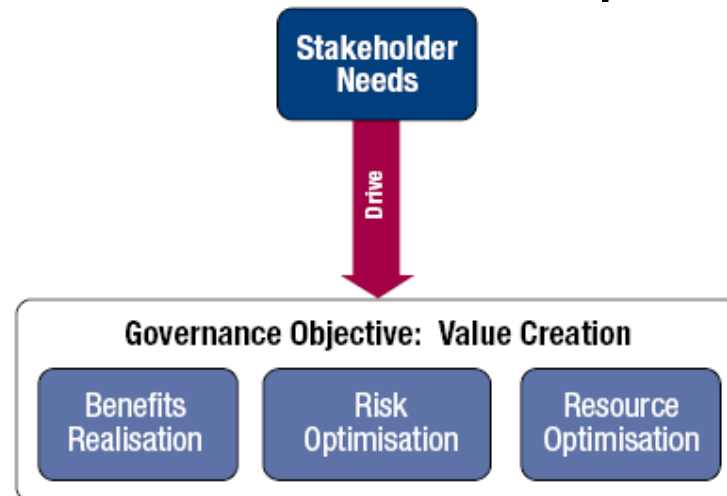 Stakeholder
Needs
Drive
Governance Objective: Value Creation
Benefits
Realisation
Risk
Optimisation
Resource
Optimisation